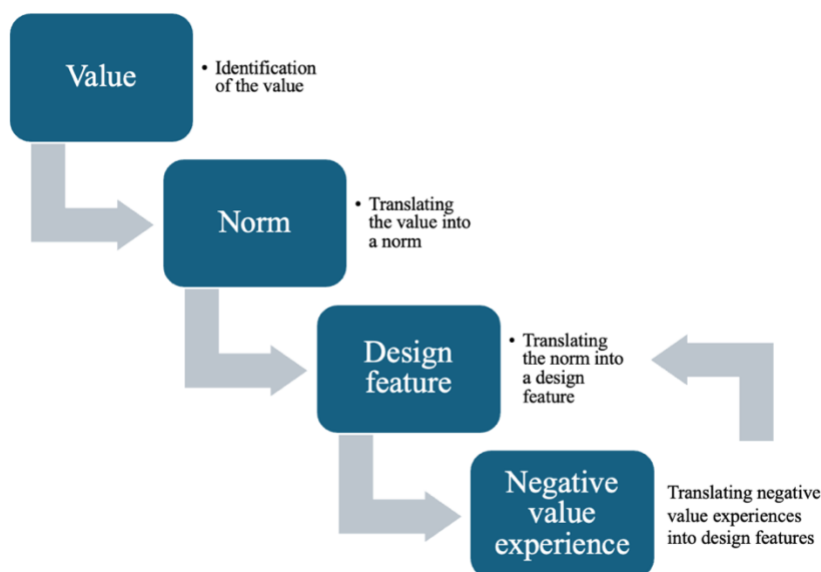 Value
• Identification
of the value
Norm
• Translating
the value into
a norm
Design
feature
• Translating
the norm into
a design
feature
Negative
value
experience
Translating negative
value experiences
into design features